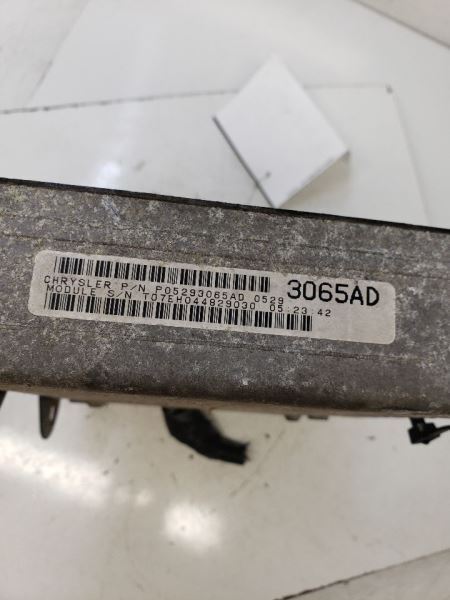 CHRYSLER P/N P05293065AD 0529
MODULE S/N T07EH044829030 05:23:42
3065AD